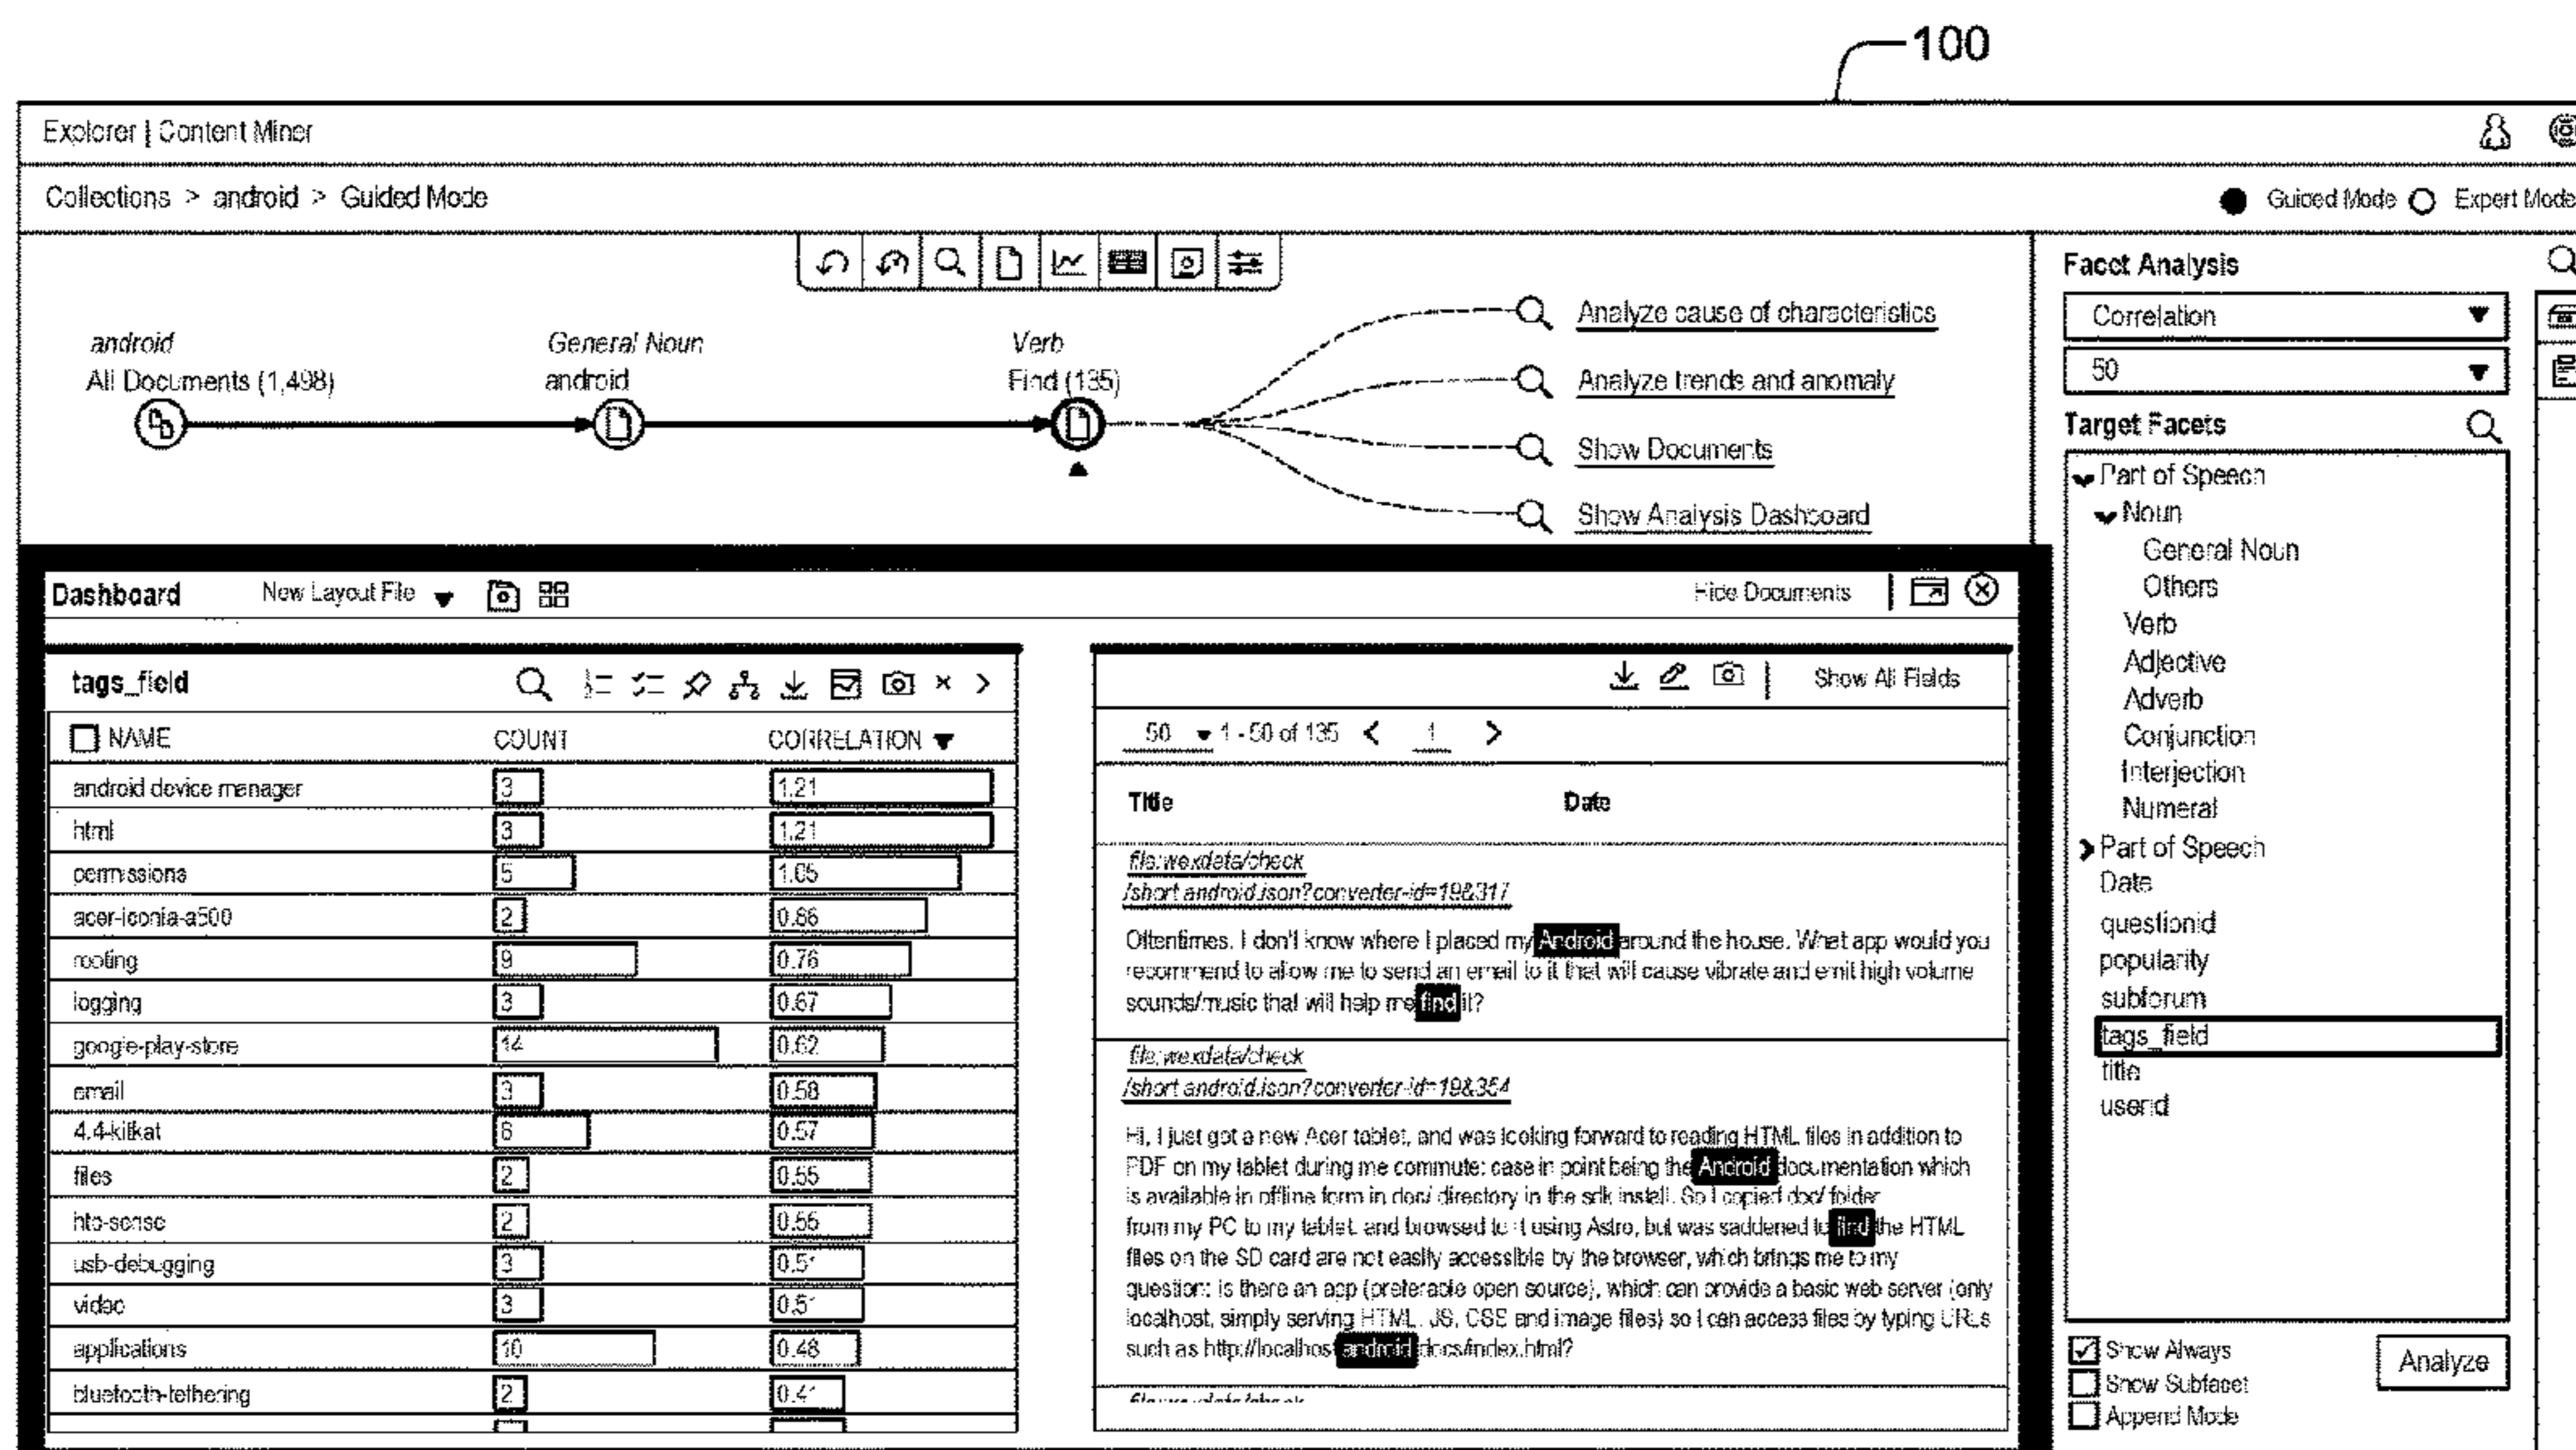 100
Explorer | Content Miner
Collections > android > Guided Mode
Guided Mode Expert Mode
android
All Documents (1,498)
General Noun
android
Verb
Find (135)
Analyze cause of characteristics
Analyze trends and anomaly
Show Documents
Show Analysis Dashboard
Facet Analysis
Correlation
50
Target Facets
Part of Speech
Noun
General Noun
Others
Verb
Adjective
Adverb
Conjunction
Interjection
Numeral
Part of Speech
Date
questionid
popularity
subforum
tags_field
title
userid
Show Always
Show Subfacet
Append Mode
Analyze
Dashboard New Layout File
Hide Documents
tags_field
NAME COUNT CORRELATION
android device manager 3 1.21
html 3 1.21
permissions 5 1.05
acer-iconia-a500 2 0.86
rooting 9 0.76
logging 3 0.67
google-play-store 14 0.62
email 3 0.58
4.4-kitkat 6 0.57
files 2 0.55
htc-sense 2 0.55
usb-debugging 3 0.51
video 3 0.51
applications 10 0.48
bluetooth-tethering 2 0.41
Show All Fields
50 1 - 50 of 135 < 1 >
Title Date
file:wexdata/check
/short android.json?converter-id=19&317
Oftentimes, I don't know where I placed my Android around the house. What app would you
recommend to allow me to send an email to it that will cause vibrate and emit high volume
sounds/music that will help me find it?
file:wexdata/check
/short android.json?converter-id=19&354
Hi, I just got a new Acer tablet, and was looking forward to reading HTML files in addition to
PDF on my tablet during me commute: case in point being the Android documentation which
is available in offline form in doc/ directory in the sdk install. So I copied doc/ folder
from my PC to my tablet, and browsed to it using Astro, but was saddened to find the HTML
files on the SD card are not easily accessible by the browser, which brings me to my
question: is there an app (preferable open source), which can provide a basic web server (only
localhost, simply serving HTML, JS, CSE and image files) so I can access files by typing URLs
such as http://localhost android docs/index.html?